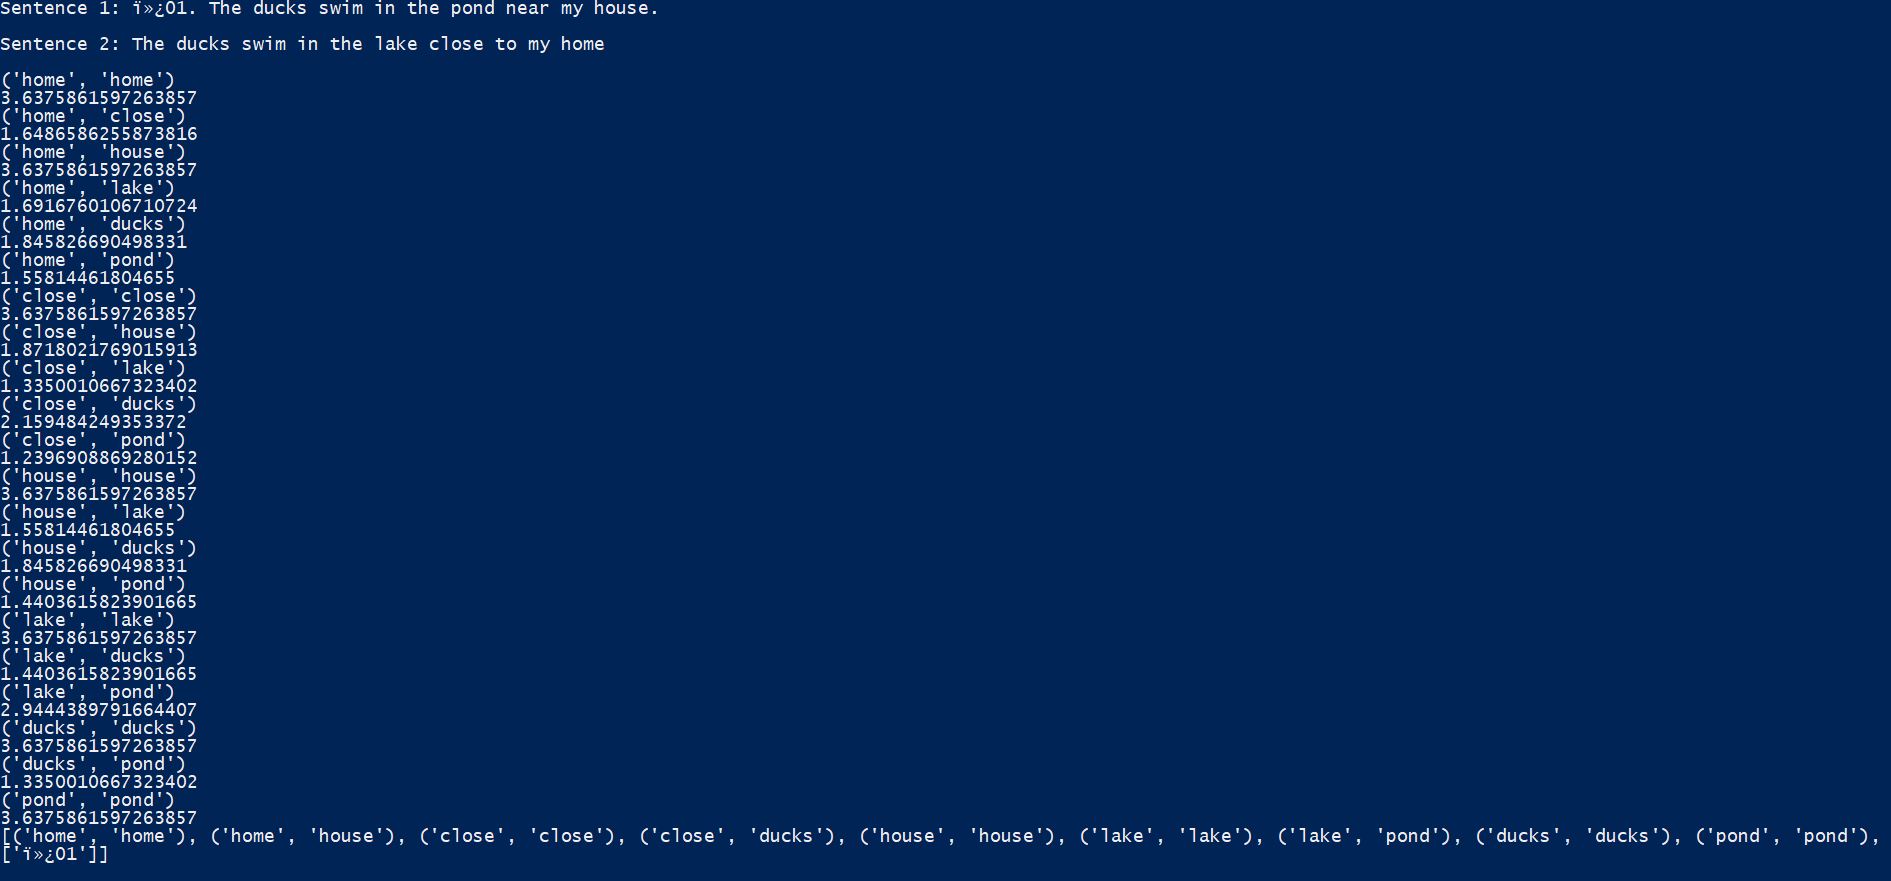 Sentence 1: ï»¿01. The ducks swim in the pond near my house.
Sentence 2: The ducks swim in the lake close to my home
('home', 'home')
3.6375861597263857
('home', 'close')
1.6486586255873816
('home', 'house')
3.6375861597263857
('home', 'lake')
1.6916760106710724
('home', 'ducks')
1.845826690498331
('home', 'pond')
1.55814461804655
('close', 'close')
3.6375861597263857
('close', 'house')
1.8718021769015913
('close', 'lake')
1.3350010667323402
('close', 'ducks')
2.159484249353372
('close', 'pond')
1.2396908869280152
('house', 'house')
3.6375861597263857
('house', 'lake')
1.55814461804655
('house', 'ducks')
1.845826690498331
('house', 'pond')
1.4403615823901665
('lake', 'lake')
3.6375861597263857
('lake', 'ducks')
1.4403615823901665
('lake', 'pond')
2.9444389791664407
('ducks', 'ducks')
3.6375861597263857
('ducks', 'pond')
1.3350010667323402
('pond', 'pond')
3.6375861597263857
[('home', 'home'), ('home', 'house'), ('close', 'close'), ('close', 'ducks'), ('house', 'house'), ('lake', 'lake'), ('lake', 'pond'), ('ducks', 'ducks'), ('pond', 'pond'),
['ï»¿01']]